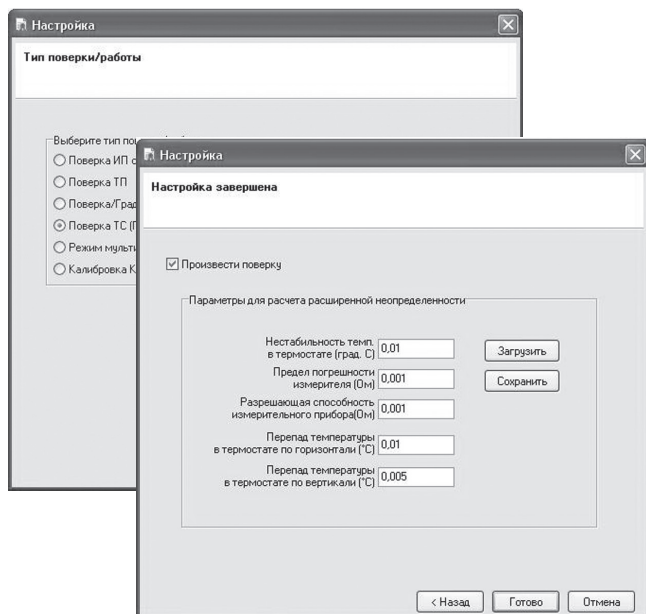 Настройка
Тип поверки/работы
Выберите тип
Поверка ИП
Поверка ТП
Поверка/Град
Поверка ТС
Режим мульти
Калибровка
Настройка
Настройка завершена
Произвести поверку
Параметры для расчета расширенной неопределенности
Нестабильность темп.
в термостате (град. С) 0,01
Загрузить
Предел погрешности
измерителя (Ом) 0,001
Сохранить
Разрешающая способность
измерительного прибора(Ом) 0,001
Перепад температуры
в термостате по горизонтали (°C) 0,01
Перепад температуры
в термостате по вертикали (°C) 0,005
< Назад
Готово
Отмена